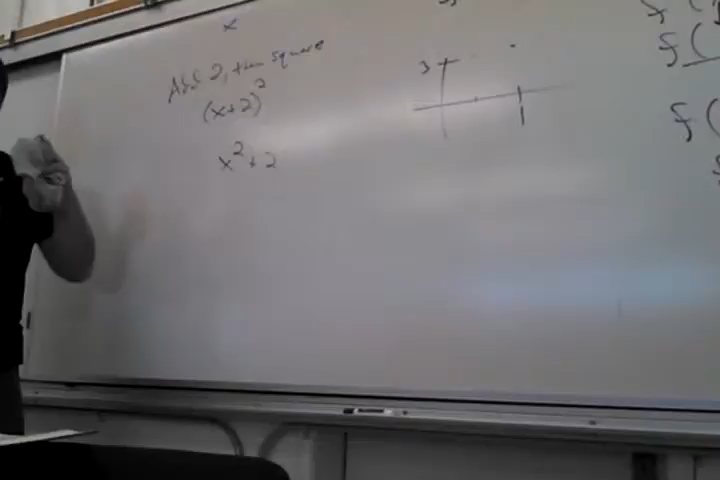 x
Add 2, then square
(x+2)²
x²+2
3
1
f(
f(
f(